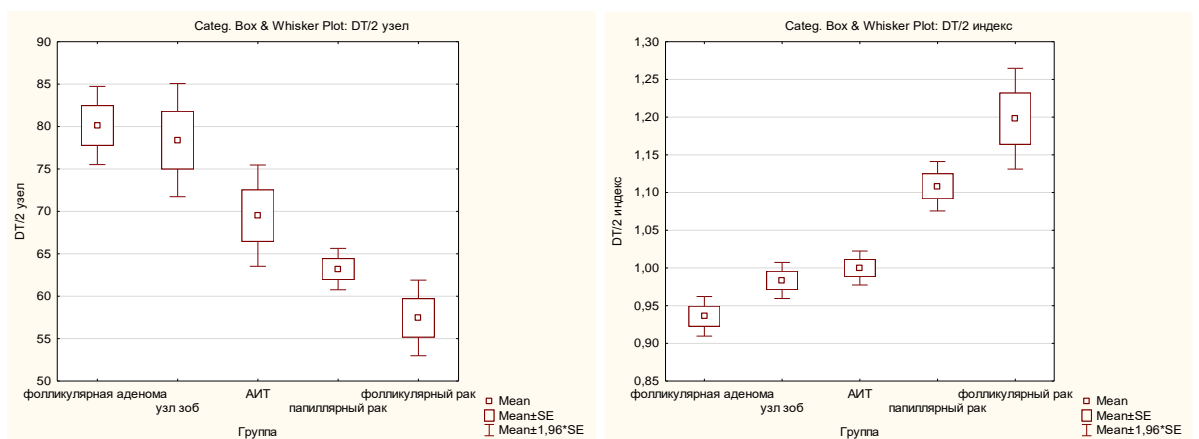 Categ. Box & Whisker Plot: DT/2 узел
90
85
80
75
70
65
60
55
50
DT/2 узел
фолликулярная аденома
узл зоб
АИТ
папиллярный рак
фолликулярный рак
Группа
Mean
Mean±SE
Mean±1,96*SE
Categ. Box & Whisker Plot: DT/2 индекс
1,30
1,25
1,20
1,15
1,10
1,05
1,00
0,95
0,90
0,85
DT/2 индекс
фолликулярная аденома
узл зоб
АИТ
папиллярный рак
фолликулярный рак
Группа
Mean
Mean±SE
Mean±1,96*SE